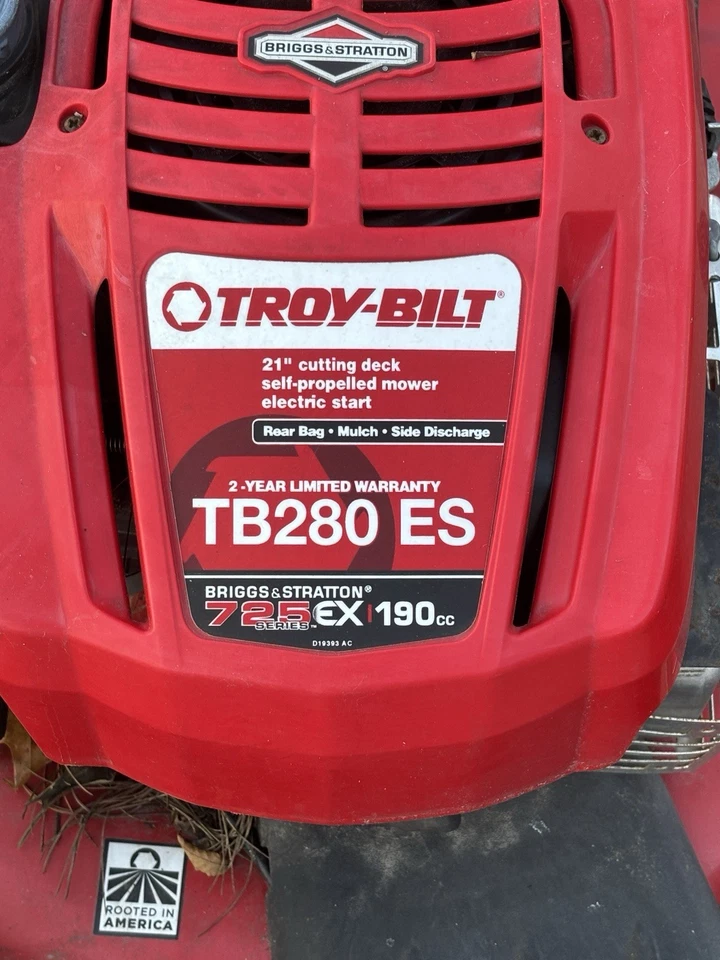 BRIGGS & STRATTON®
TROY-BILT®
21" cutting deck
self-propelled mower
electric start
Rear Bag • Mulch • Side Discharge
2-YEAR LIMITED WARRANTY
TB280 ES
BRIGGS & STRATTON®
725 EX | 190cc
SERIES™
D19393 AC
ROOTED IN
AMERICA